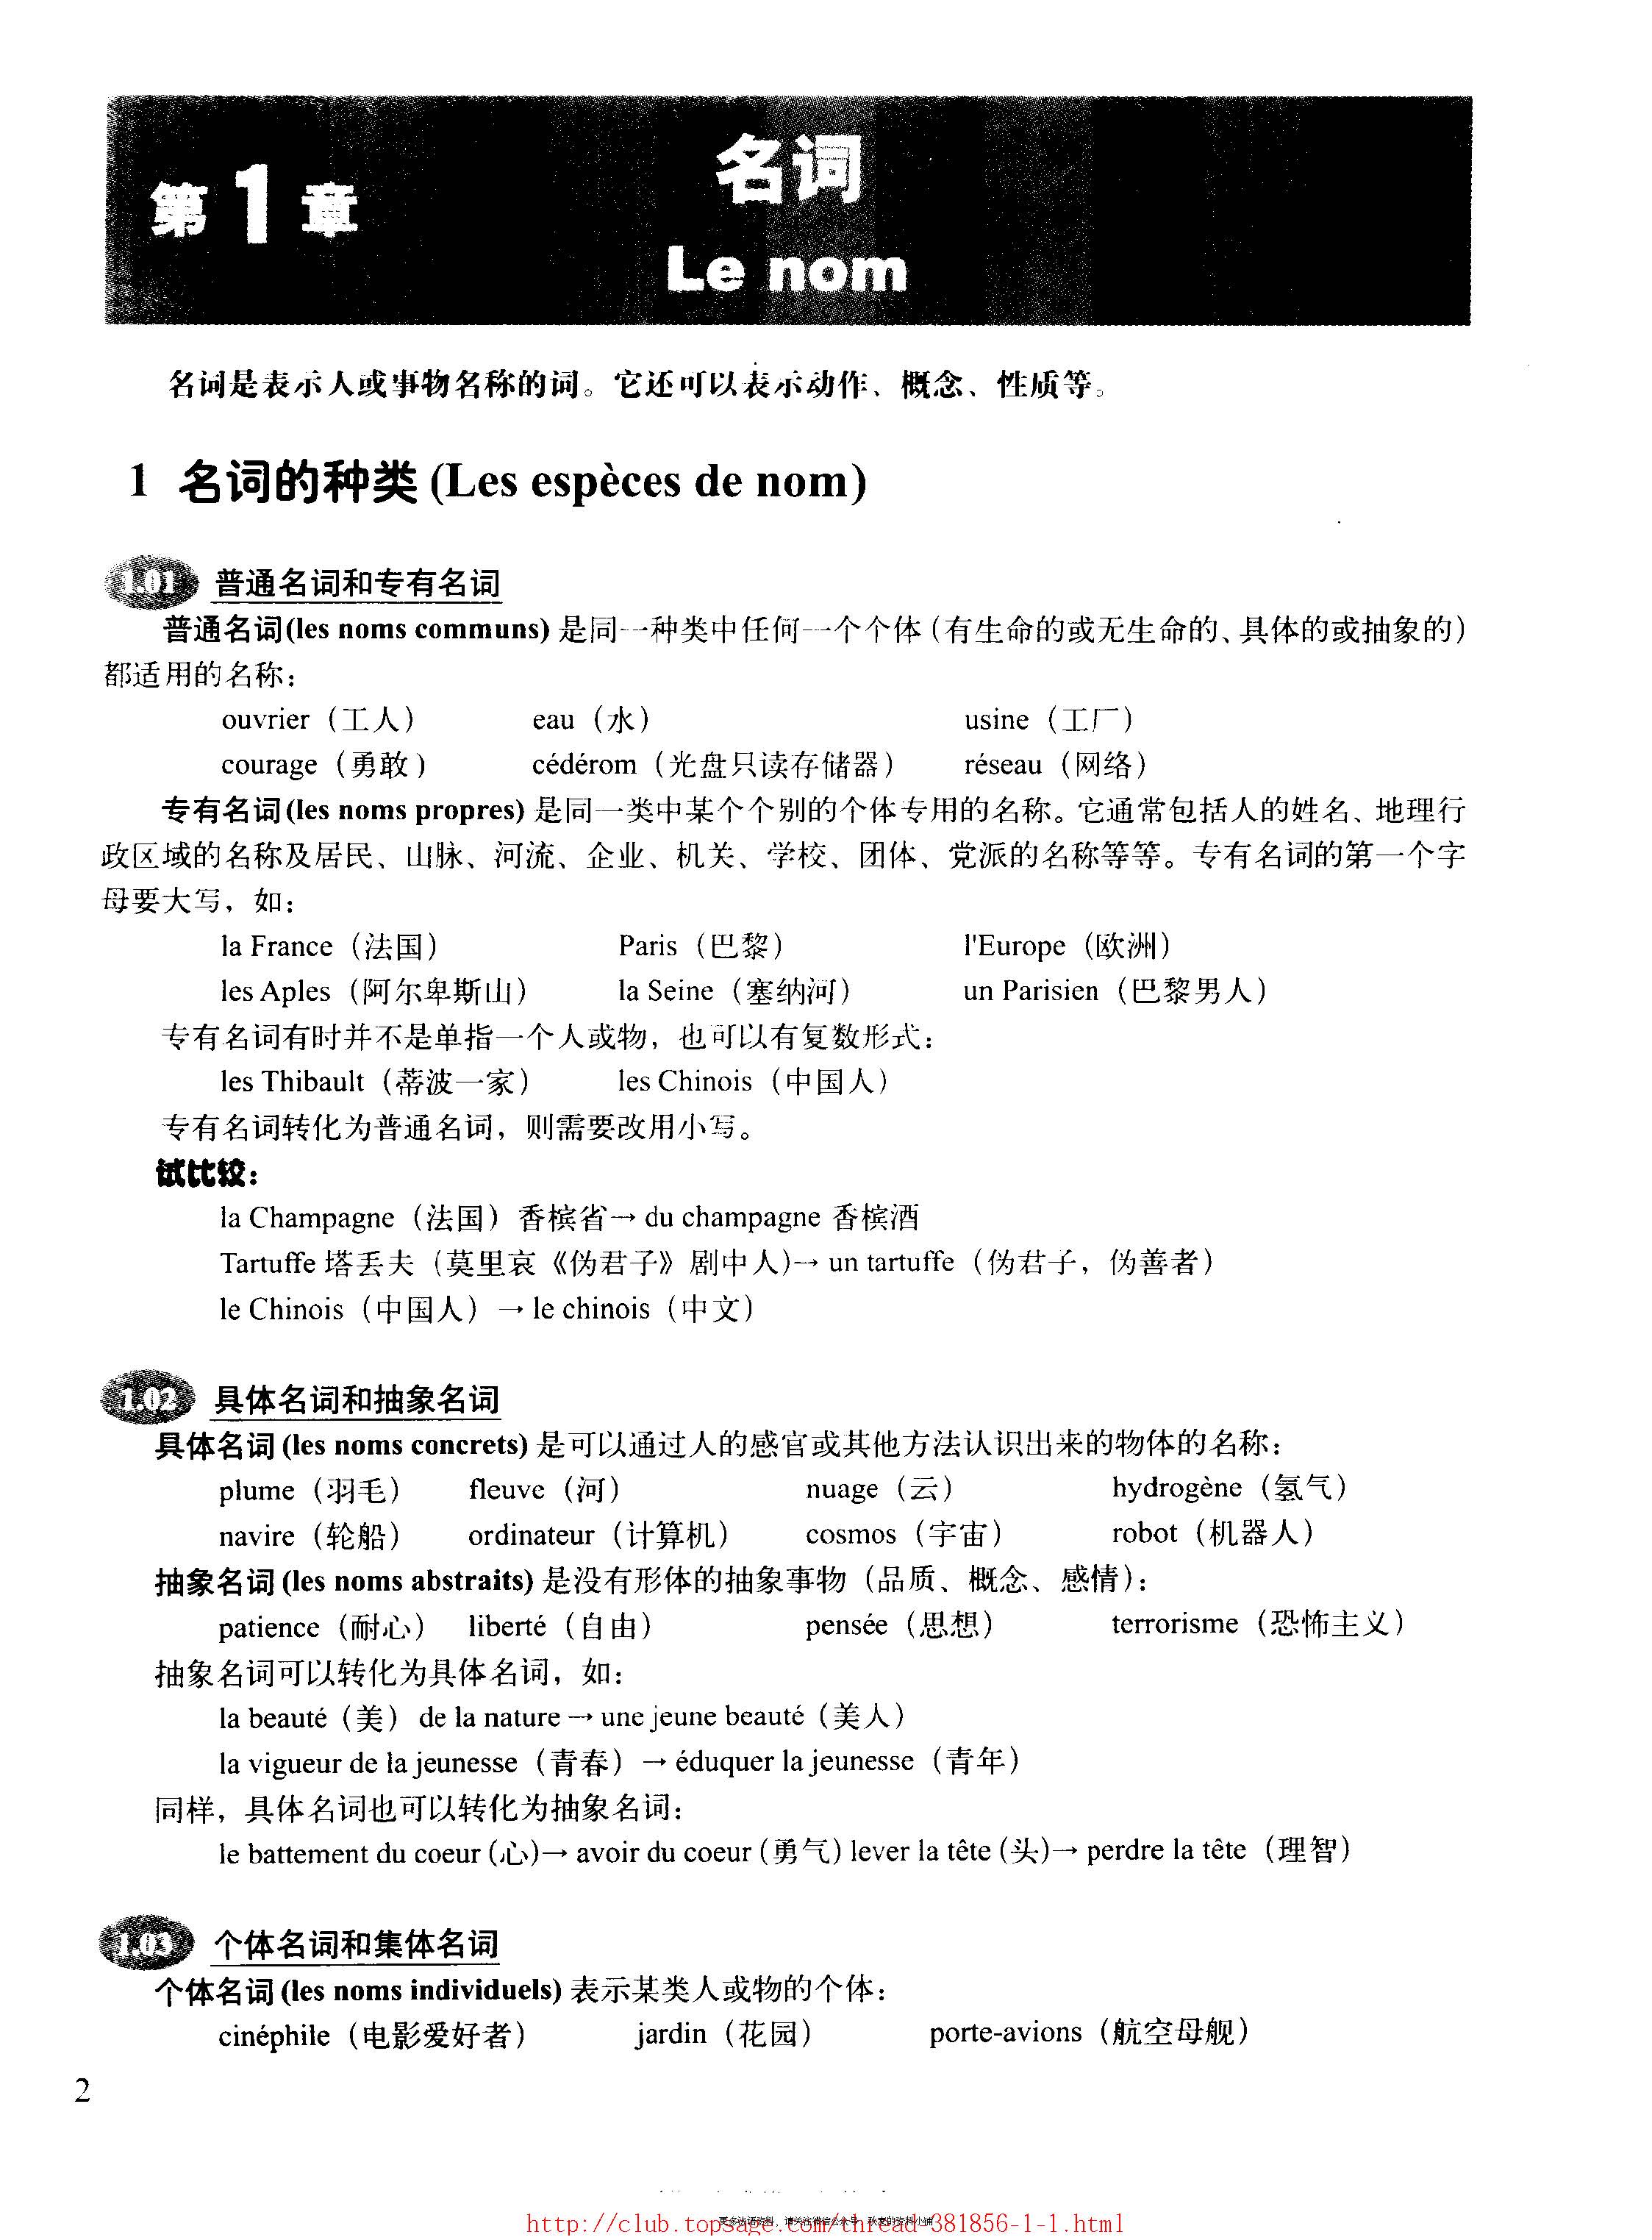 第1章
名词
Le nom
名词是表示人或事物名称的词。它还可以表示动作、概念、性质等。
1 名词的种类(Les espèces de nom)
1.01 普通名词和专有名词
普通名词(les noms communs) 是同一种类中任何一个个体(有生命的或无生命的、具体的或抽象的)
都适用的名称:
ouvrier(工人) eau(水) usine(工厂)
courage(勇敢) cédérom(光盘只读存储器) réseau(网络)
专有名词(les noms propres) 是同一类中某个个别的个体专用的名称。它通常包括人的姓名、地理行
政区域的名称及居民、山脉、河流、企业、机关、学校、团体、党派的名称等等。专有名词的第一个字
母要大写,如:
la France(法国) Paris(巴黎) l'Europe(欧洲)
les Aples(阿尔卑斯山) la Seine(塞纳河) un Parisien(巴黎男人)
专有名词有时并不是单指一个人或物,也可以有复数形式:
les Thibault(蒂波一家) les Chinois(中国人)
专有名词转化为普通名词,则需要改用小写。
试比较:
la Champagne(法国)香槟省→ du champagne 香槟酒
Tartuffe 塔丢夫(莫里哀《伪君子》剧中人)→ un tartuffe(伪君子,伪善者)
le Chinois(中国人)→ le chinois(中文)
1.02 具体名词和抽象名词
具体名词(les noms concrets) 是可以通过人的感官或其他方法认识出来的物体的名称:
plume(羽毛) fleuve(河) nuage(云) hydrogène(氢气)
navire(轮船) ordinateur(计算机) cosmos(宇宙) robot(机器人)
抽象名词(les noms abstraits) 是没有形体的抽象事物(品质、概念、感情):
patience(耐心) liberté(自由) pensée(思想) terrorisme(恐怖主义)
抽象名词可以转化为具体名词,如:
la beauté(美) de la nature → une jeune beauté(美人)
la vigueur de la jeunesse(青春)→ éduquer la jeunesse(青年)
同样,具体名词也可以转化为抽象名词:
le battement du coeur (心)→ avoir du coeur (勇气) lever la tête (头)→ perdre la tête(理智)
1.03 个体名词和集体名词
个体名词(les noms individuels) 表示某类人或物的个体:
cinéphile(电影爱好者) jardin(花园) porte-avions(航空母舰)
2
http://club.topsage.com/thread-381856-1-1.html